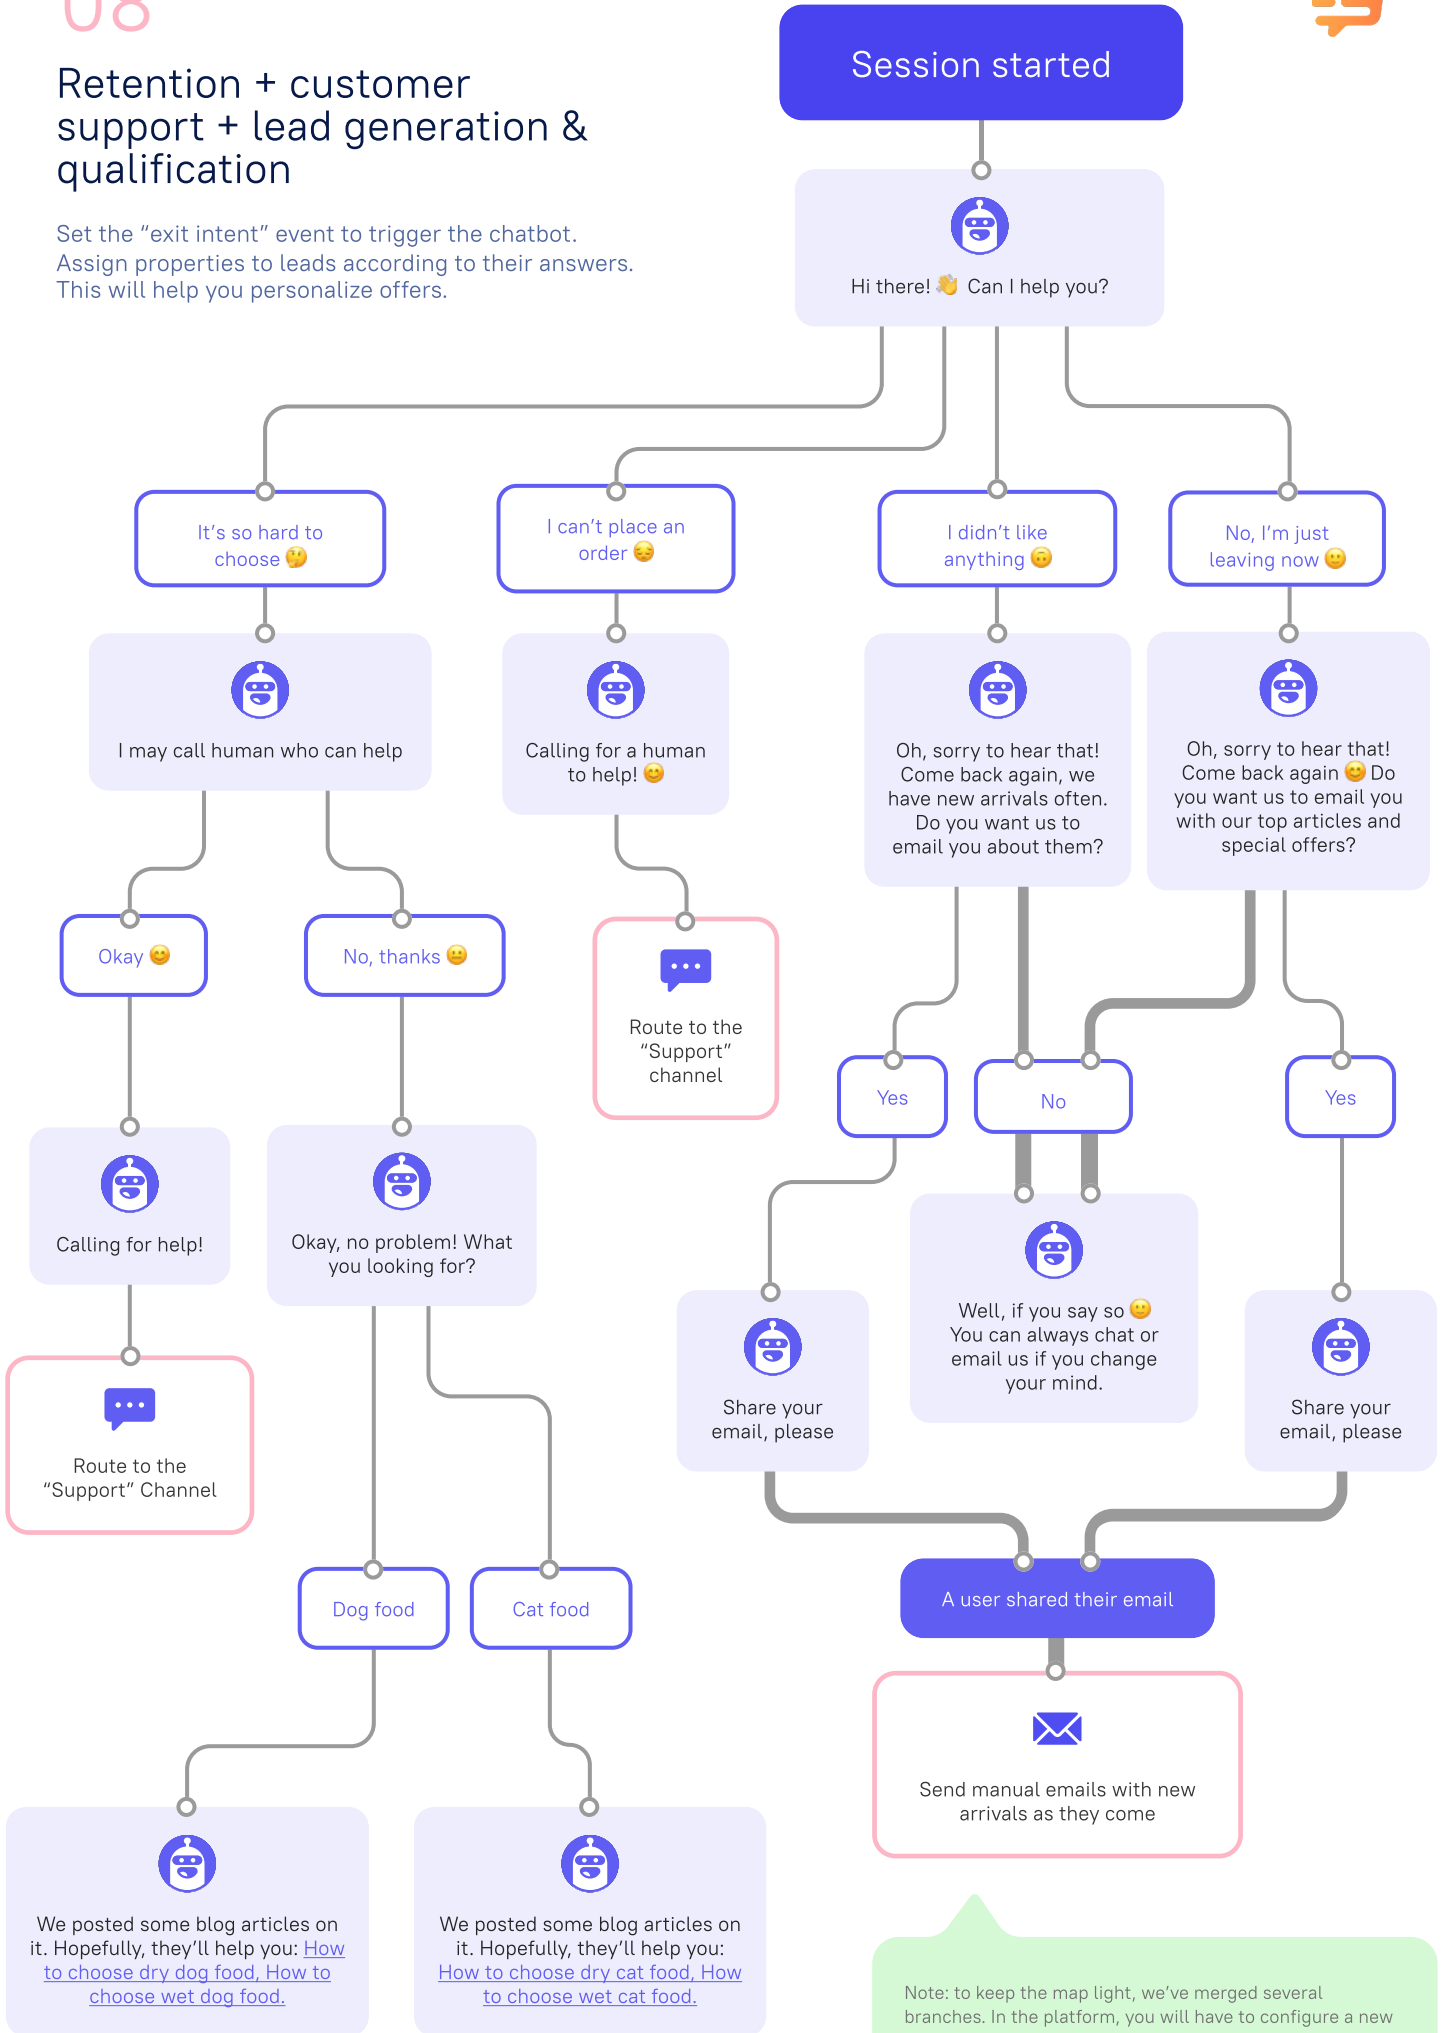 08
Session started
Retention + customer
support + lead generation &
qualification
Set the “exit intent” event to trigger the chatbot.
Assign properties to leads according to their answers.
This will help you personalize offers.
Hi there! 👋 Can I help you?
It’s so hard to
choose 🤔
I can’t place an
order 😔
I didn’t like
anything 🙃
No, I’m just
leaving now 🙂
I may call human who can help
Calling for a human
to help! 😊
Oh, sorry to hear that!
Come back again, we
have new arrivals often.
Do you want us to
email you about them?
Oh, sorry to hear that!
Come back again 😊 Do
you want us to email you
with our top articles and
special offers?
Okay 😊
No, thanks 😐
Route to the
“Support”
channel
Yes
No
Yes
Calling for help!
Okay, no problem! What
you looking for?
Well, if you say so 🙂
You can always chat or
email us if you change
your mind.
Share your
email, please
Share your
email, please
Route to the
“Support” Channel
Dog food
Cat food
A user shared their email
Send manual emails with new
arrivals as they come
We posted some blog articles on
it. Hopefully, they’ll help you: How
to choose dry dog food, How to
choose wet dog food.
We posted some blog articles on
it. Hopefully, they’ll help you:
How to choose dry cat food, How
to choose wet cat food.
Note: to keep the map light, we’ve merged several
branches. In the platform, you will have to configure a new